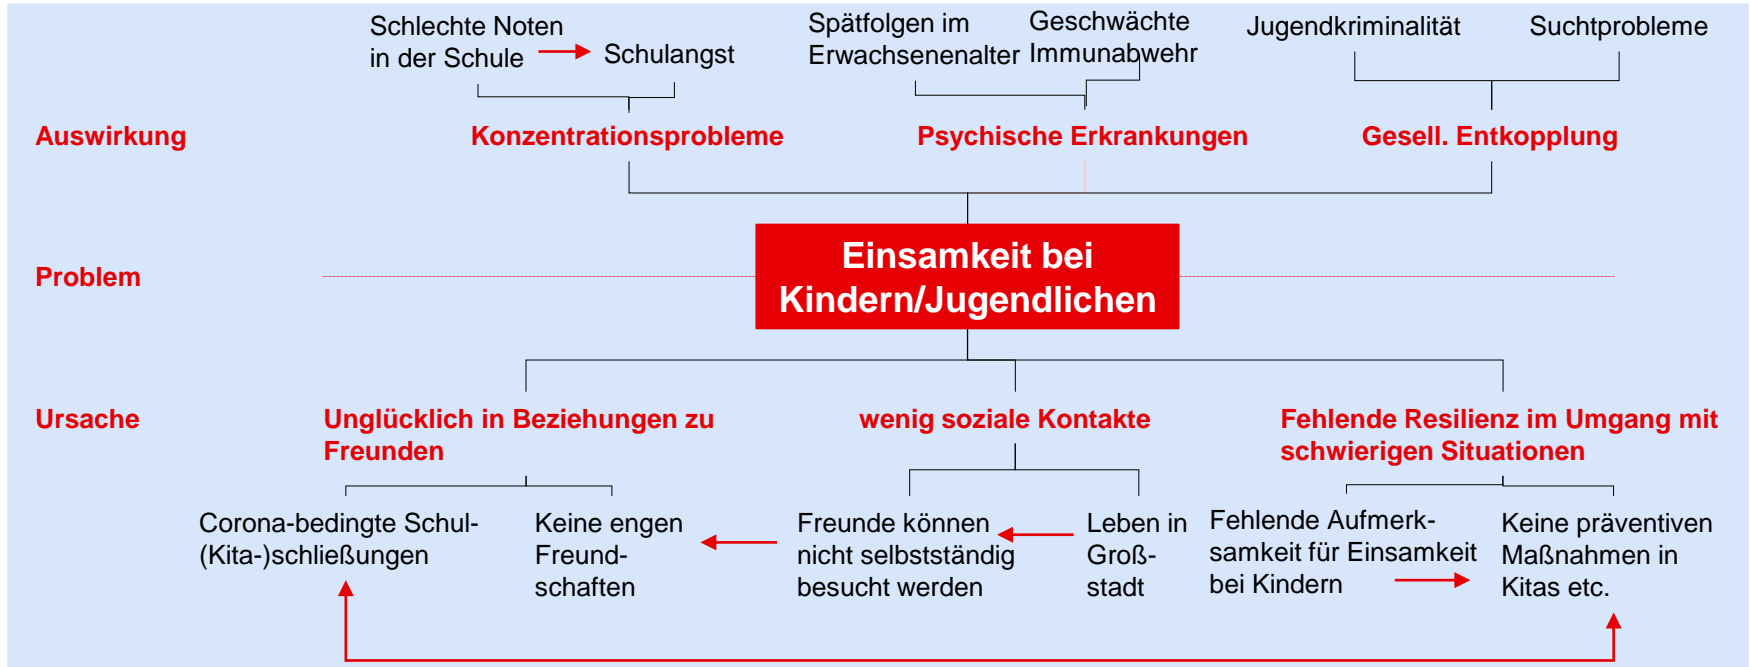 Schlechte Noten
in der Schule
Schulangst
Spätfolgen im
Erwachsenenalter
Geschwächte
Immunabwehr
Jugendkriminalität
Suchtprobleme
Auswirkung
Konzentrationsprobleme
Psychische Erkrankungen
Gesell. Entkopplung
Problem
Einsamkeit bei
Kindern/Jugendlichen
Ursache
Unglücklich in Beziehungen zu
Freunden
wenig soziale Kontakte
Fehlende Resilienz im Umgang mit
schwierigen Situationen
Corona-bedingte Schul-
(Kita-)schließungen
Keine engen
Freund-
schaften
Freunde können
nicht selbstständig
besucht werden
Leben in
Groß-
stadt
Fehlende Aufmerk-
samkeit für Einsamkeit
bei Kindern
Keine präventiven
Maßnahmen in
Kitas etc.